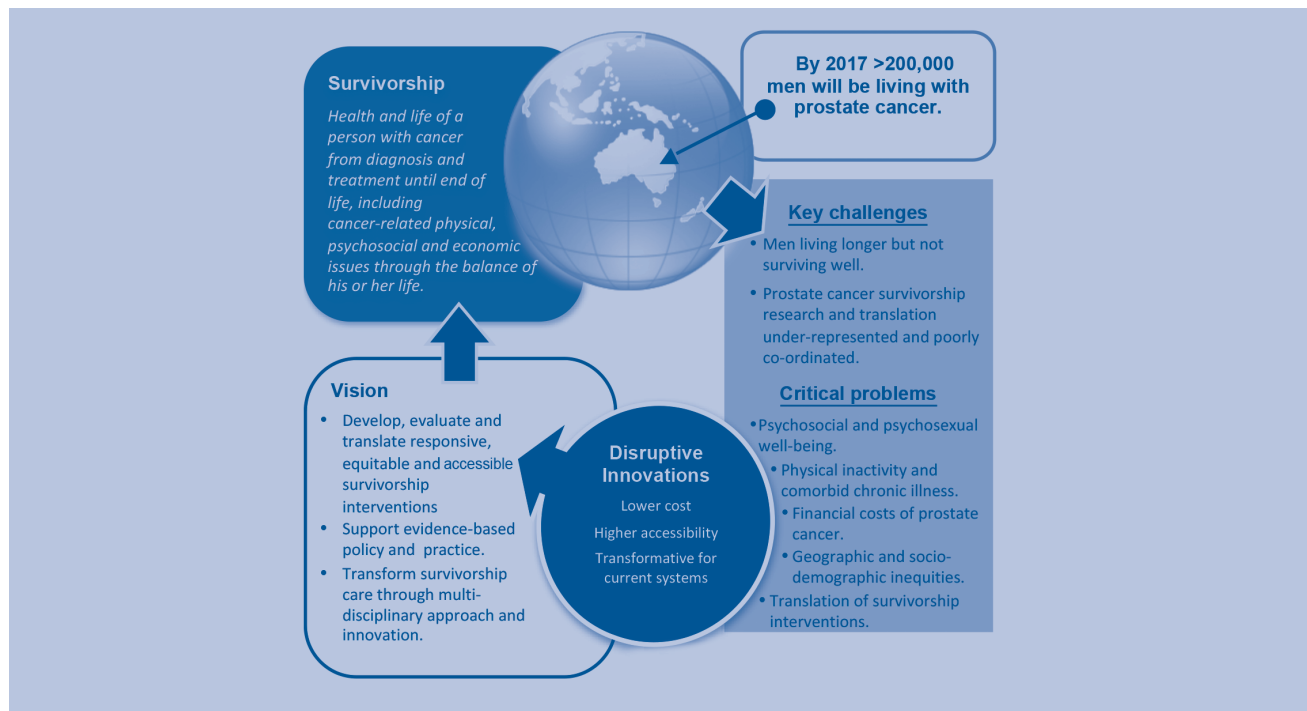 Survivorship
Health and life of a
person with cancer
from diagnosis and
treatment until end of
life, including
cancer-related physical,
psychosocial and economic
issues through the balance of
his or her life.
By 2017 >200,000
men will be living with
prostate cancer.
Key challenges
• Men living longer but not
surviving well.
• Prostate cancer survivorship
research and translation
under-represented and poorly
co-ordinated.
Critical problems
• Psychosocial and psychosexual
well-being.
• Physical inactivity and
comorbid chronic illness.
• Financial costs of prostate
cancer.
• Geographic and socio-
demographic inequities.
• Translation of survivorship
interventions.
Disruptive
Innovations
Lower cost
Higher accessibility
Transformative for
current systems
Vision
• Develop, evaluate and
translate responsive,
equitable and accessible
survivorship
interventions
• Support evidence-based
policy and practice.
• Transform survivorship
care through multi-
disciplinary approach and
innovation.